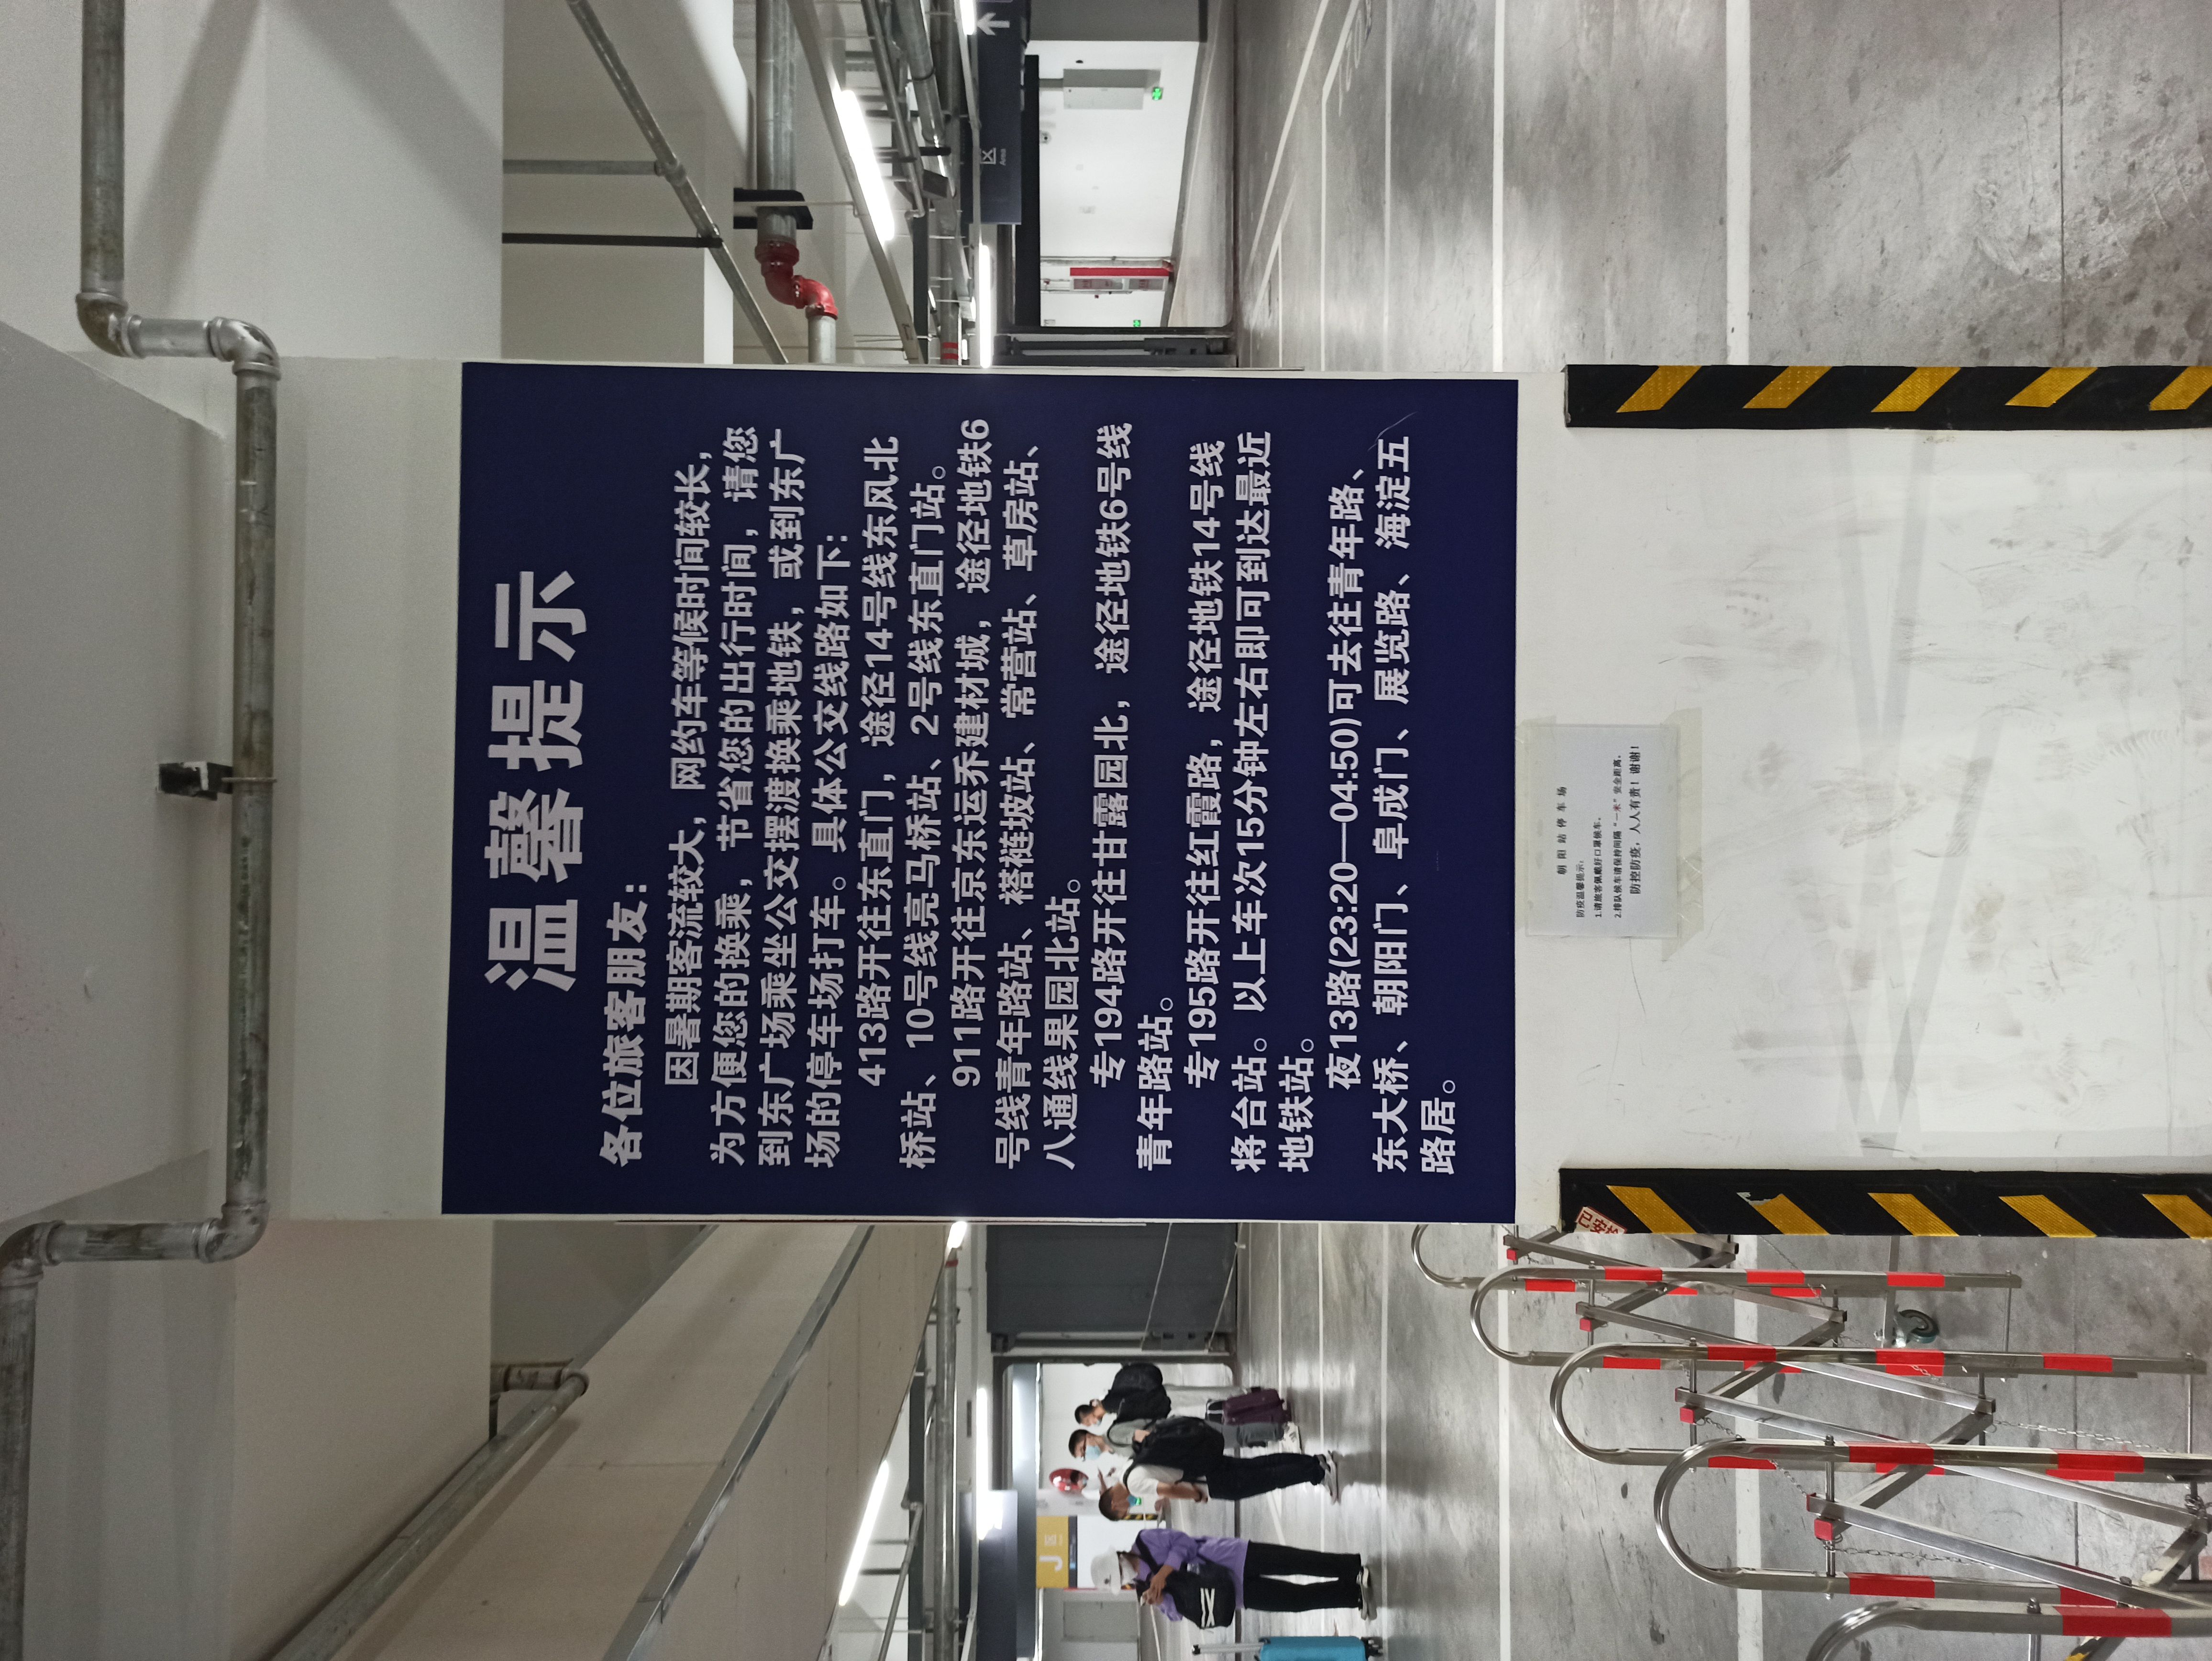 温馨提示
各位旅客朋友：
因暑期客流较大，网约车等候时间较长，
为方便您的换乘，节省您的出行时间，请您
到东广场乘坐公交摆渡换乘地铁，或到东广
场的停车场打车。具体公交线路如下：
413路开往东直门，途径14号线东风北
桥站、10号线亮马桥站、2号线东直门站。
911路开往京东运乔建材城，途径地铁6
号线青年路站、褡裢坡站、常营站、草房站、
八通线果园北站。
专194路开往甘露园北，途径地铁6号线
青年路站。
专195路开往红霞路，途径地铁14号线
将台站。以上车次15分钟左右即可到达最近
地铁站。
夜13路(23:20—04:50)可去往青年路、
东大桥、朝阳门、阜成门、展览路、海淀五
路居。
朝阳站停车场
防疫温馨提示：
1.请旅客佩戴好口罩候车。
2.排队候车请保持间隔“一米”安全距离。
防控防疫，人人有责！谢谢！
J区
Area